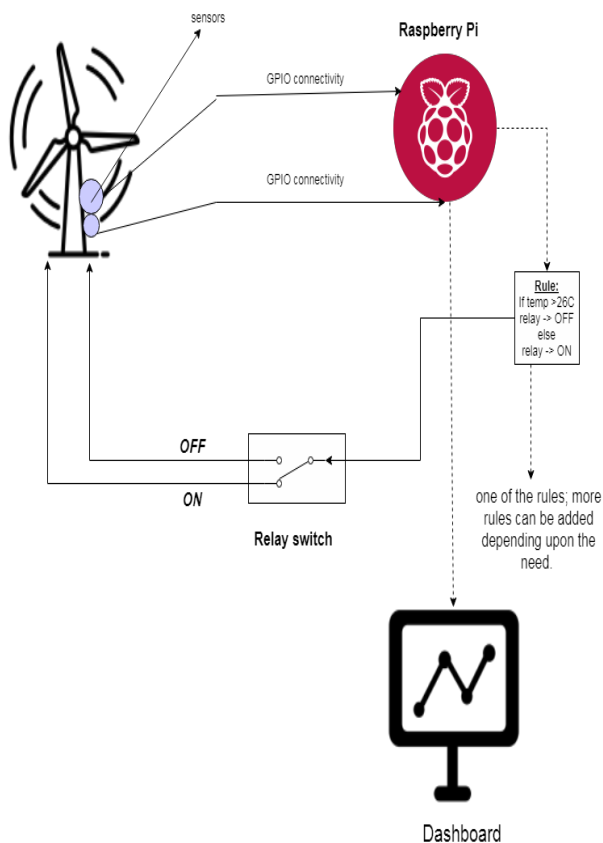 sensors
Raspberry Pi
GPIO connectivity
GPIO connectivity
Rule:
If temp >26C
relay -> OFF
else
relay -> ON
OFF
ON
Relay switch
one of the rules; more
rules can be added
depending upon the
need.
Dashboard